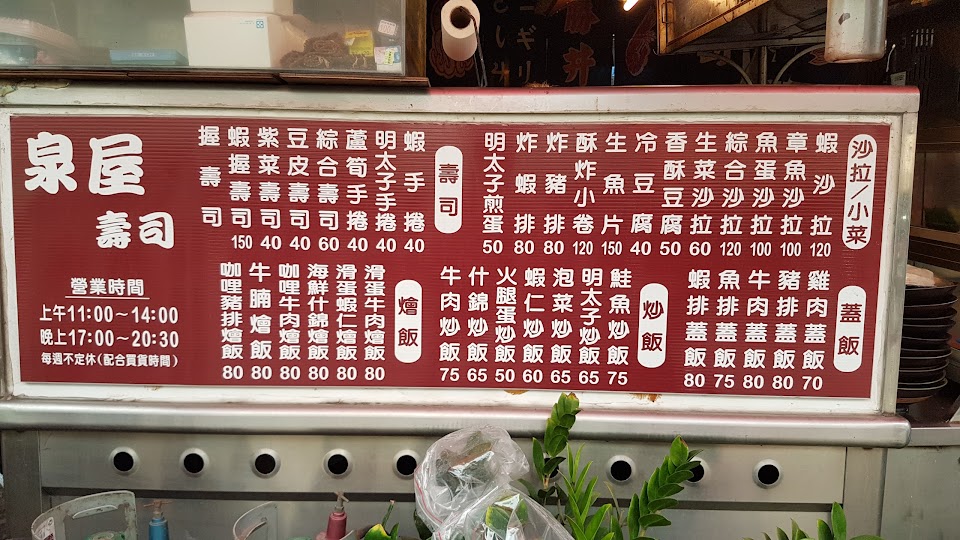 沙拉/小菜
蝦沙拉 120
章魚沙拉 100
魚蛋沙拉 100
綜合沙拉 120
生菜沙拉 60
香酥豆腐 50
冷豆腐 40
生魚片 150
酥炸小卷 120
炸豬排 80
炸蝦排 80
明太子煎蛋 50
壽司
蝦手捲 40
明太子手捲 40
蘆筍手捲 40
綜合壽司 60
豆皮壽司 40
紫菜壽司 40
蝦握壽司 150
握壽司
蓋飯
雞肉蓋飯 70
豬排蓋飯 80
牛肉蓋飯 80
魚排蓋飯 75
蝦排蓋飯 80
炒飯
鮭魚炒飯 75
明太子炒飯 65
泡菜炒飯 65
蝦仁炒飯 60
火腿蛋炒飯 50
什錦炒飯 65
牛肉炒飯 75
燴飯
滑蛋牛肉燴飯 80
滑蛋蝦仁燴飯 80
海鮮什錦燴飯 80
咖哩牛肉燴飯 80
牛腩燴飯 80
咖哩豬排燴飯 80
泉屋
壽司
營業時間
上午11:00～14:00
晚上17:00～20:30
每週不定休(配合買貨時間)